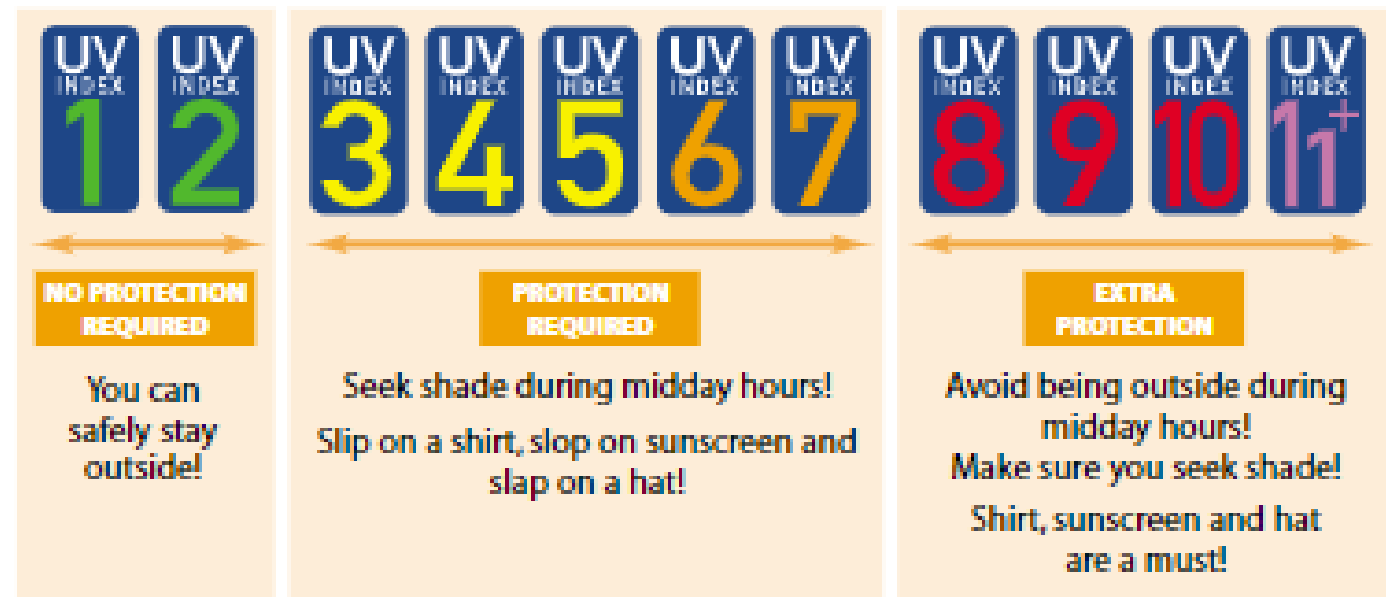 UV INDEX 1
UV INDEX 2
NO PROTECTION
REQUIRED
You can
safely stay
outside!
UV INDEX 3
UV INDEX 4
UV INDEX 5
UV INDEX 6
UV INDEX 7
PROTECTION
REQUIRED
Seek shade during midday hours!
Slip on a shirt, slop on sunscreen and
slap on a hat!
UV INDEX 8
UV INDEX 9
UV INDEX 10
UV INDEX 11+
EXTRA
PROTECTION
Avoid being outside during
midday hours!
Make sure you seek shade!
Shirt, sunscreen and hat
are a must!